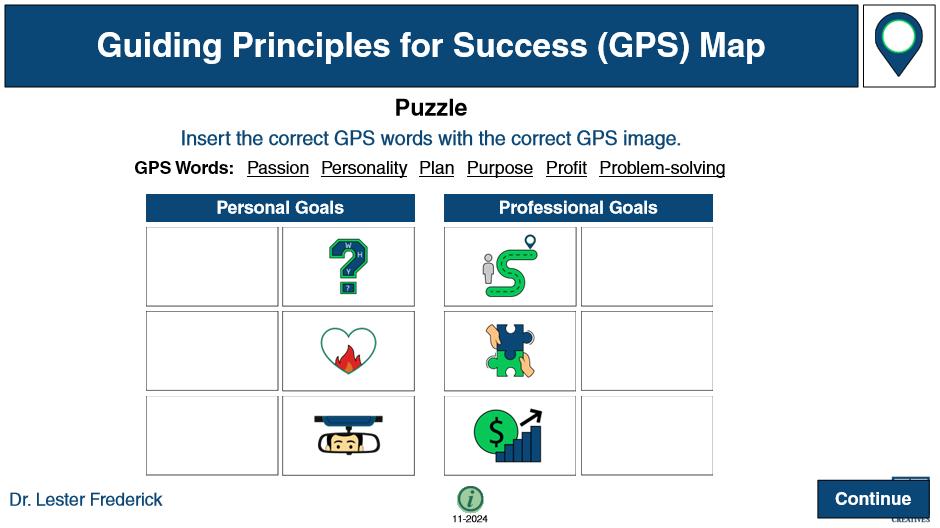 Guiding Principles for Success (GPS) Map
Puzzle
Insert the correct GPS words with the correct GPS image.
GPS Words: Passion Personality Plan Purpose Profit Problem-solving
Personal Goals
Professional Goals
W
H
Y
?
$
Dr. Lester Frederick
i
11-2024
Continue
CREATIVES